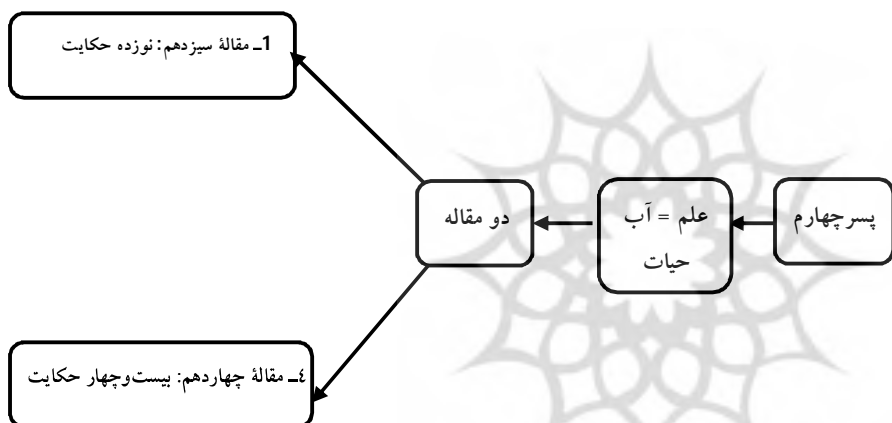 1ـ مقالهٔ سیزدهم: نوزده حکایت
پسرچهارم
علم = آب
حیات
دو مقاله
٤ـ مقالهٔ چهاردهم: بیست‌وچهار حکایت